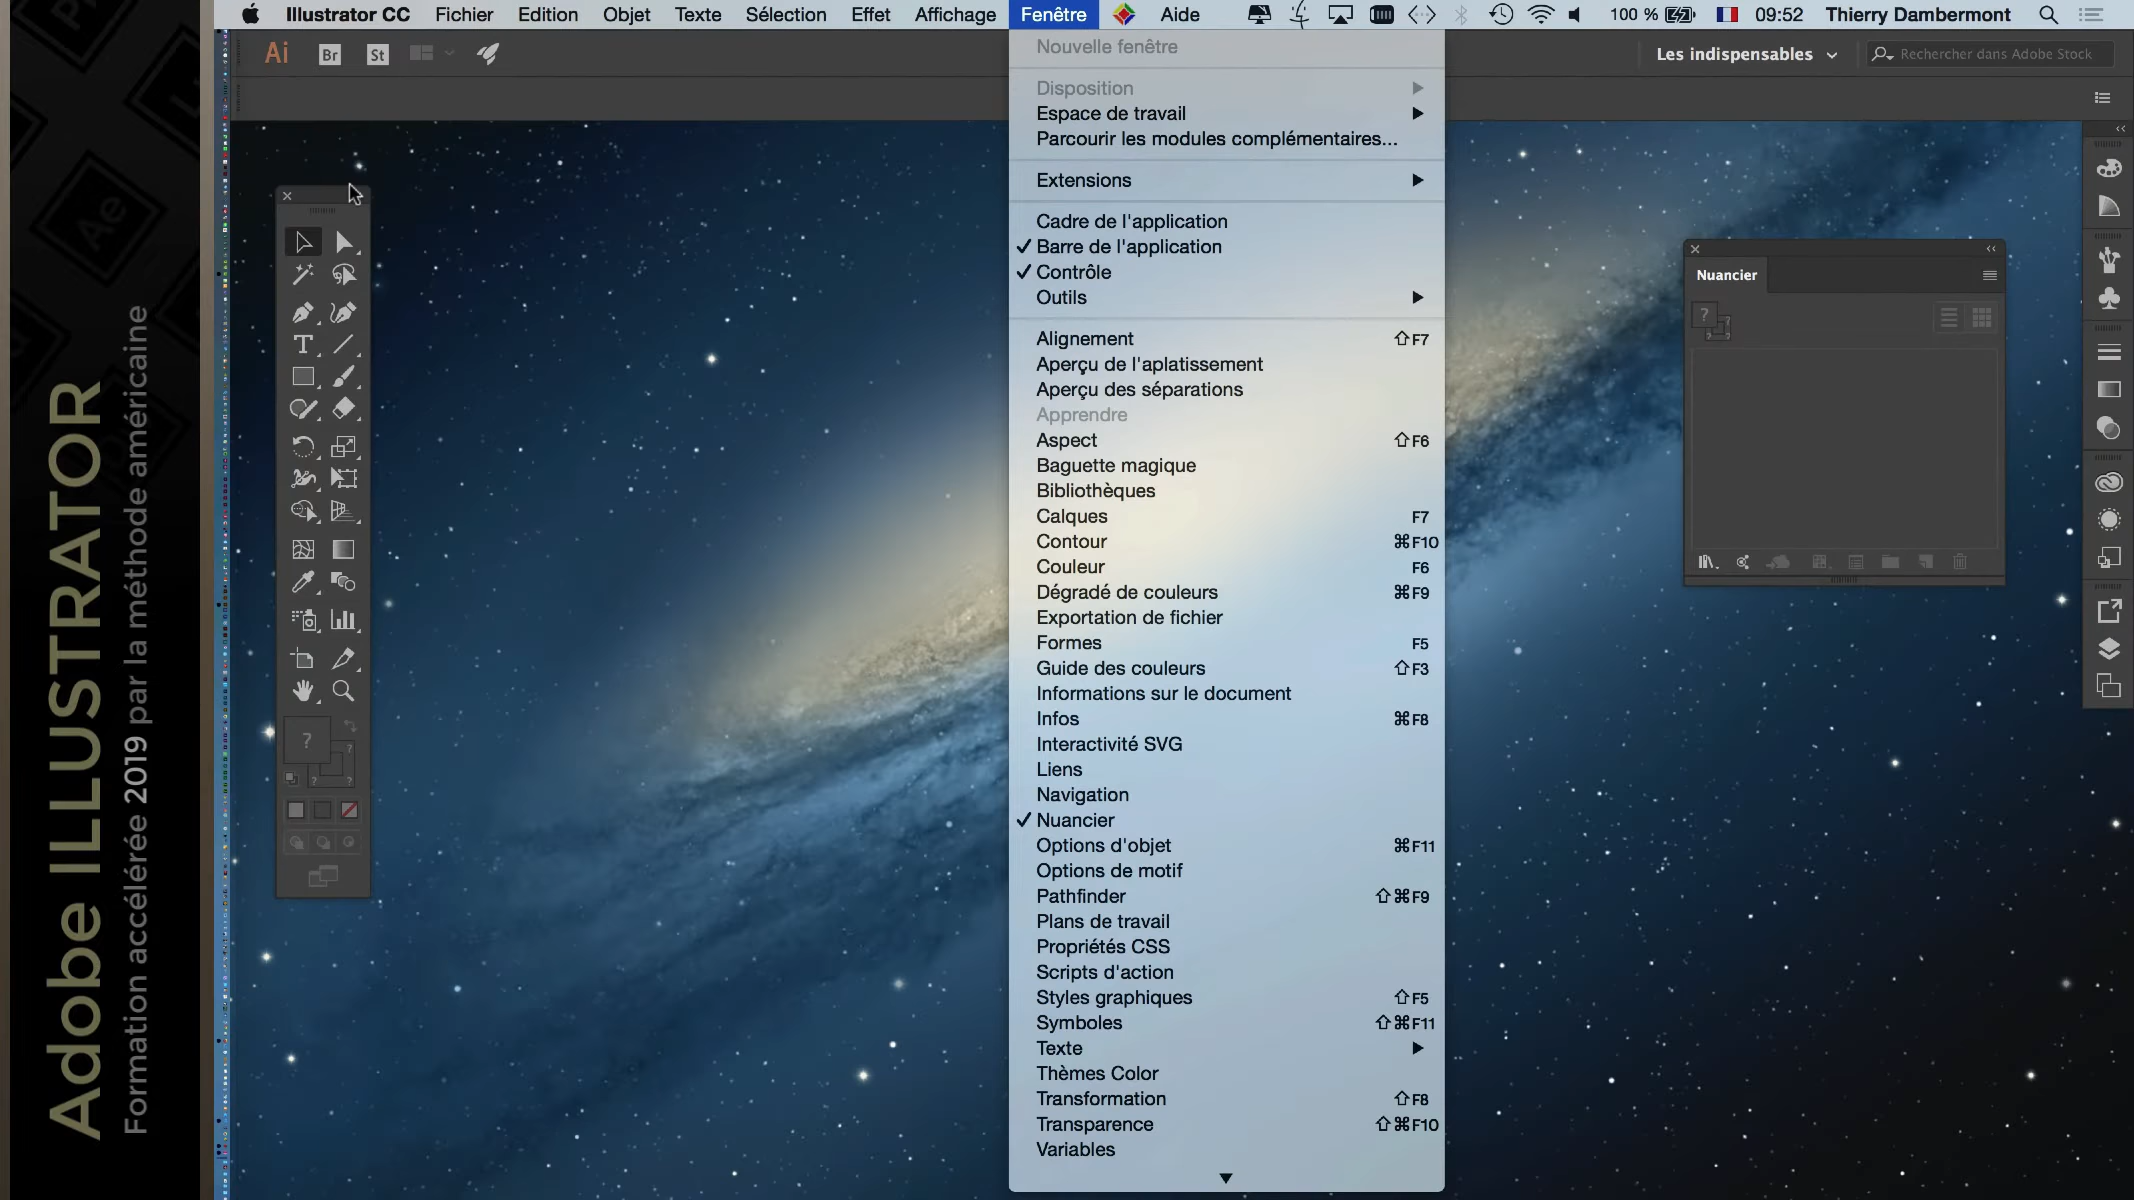 Illustrator CC Fichier Edition Objet Texte Sélection Effet Affichage Fenêtre Aide 100 % 09:52 Thierry Dambermont
Ai Br St
Les indispensables
Rechercher dans Adobe Stock
Nouvelle fenêtre
Disposition
Espace de travail
Parcourir les modules complémentaires...
Extensions
Cadre de l'application
✓ Barre de l'application
✓ Contrôle
Outils
Alignement ⇧F7
Aperçu de l'aplatissement
Aperçu des séparations
Apprendre
Aspect ⇧F6
Baguette magique
Bibliothèques
Calques F7
Contour ⌘F10
Couleur F6
Dégradé de couleurs ⌘F9
Exportation de fichier
Formes F5
Guide des couleurs ⇧F3
Informations sur le document
Infos ⌘F8
Interactivité SVG
Liens
Navigation
✓ Nuancier
Options d'objet ⌘F11
Options de motif
Pathfinder ⇧⌘F9
Plans de travail
Propriétés CSS
Scripts d'action
Styles graphiques ⇧F5
Symboles ⇧⌘F11
Texte
Thèmes Color
Transformation ⇧F8
Transparence ⇧⌘F10
Variables
Nuancier
Adobe ILLUSTRATOR
Formation accélérée 2019 par la méthode américaine
Ae